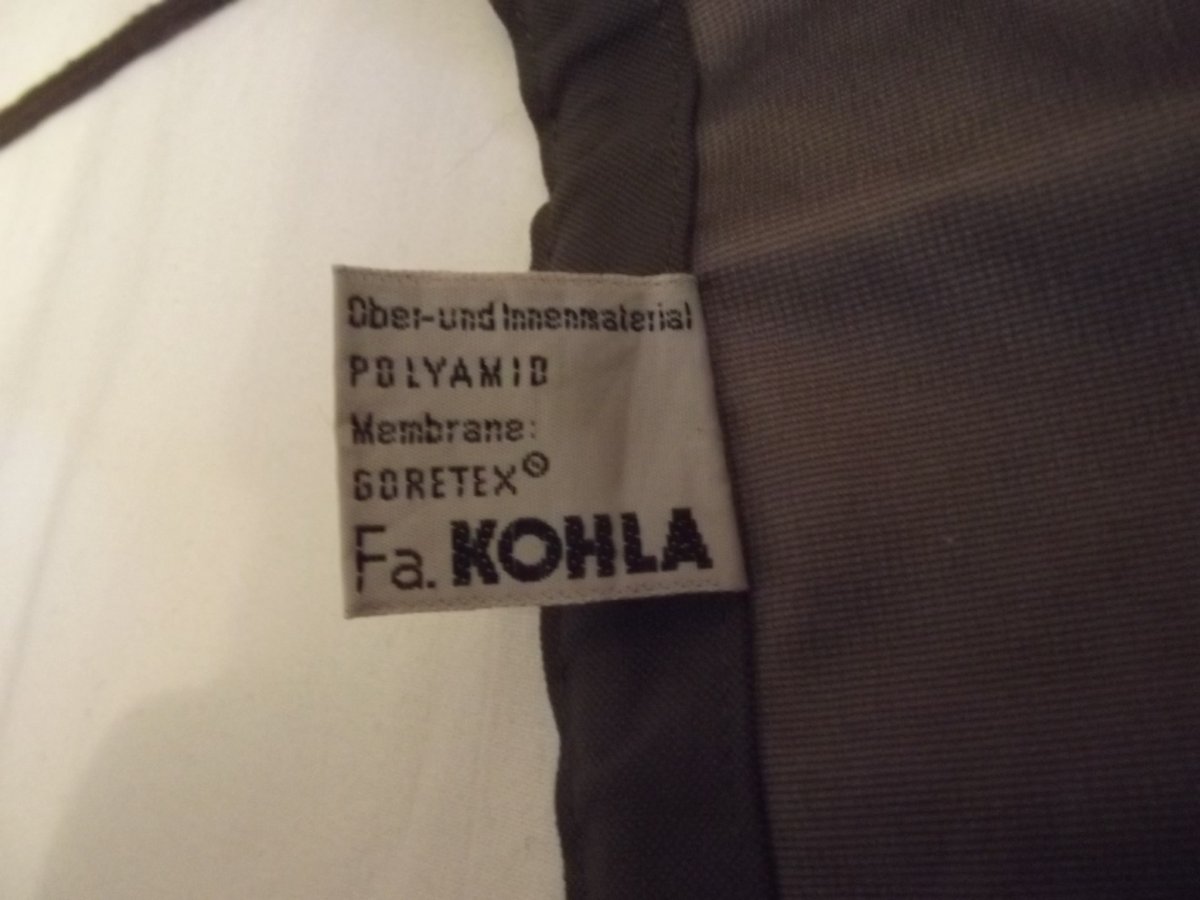 Ober-und Innenmaterial
POLYAMID
Membrane:
GORETEX®
Fa. KOHLA